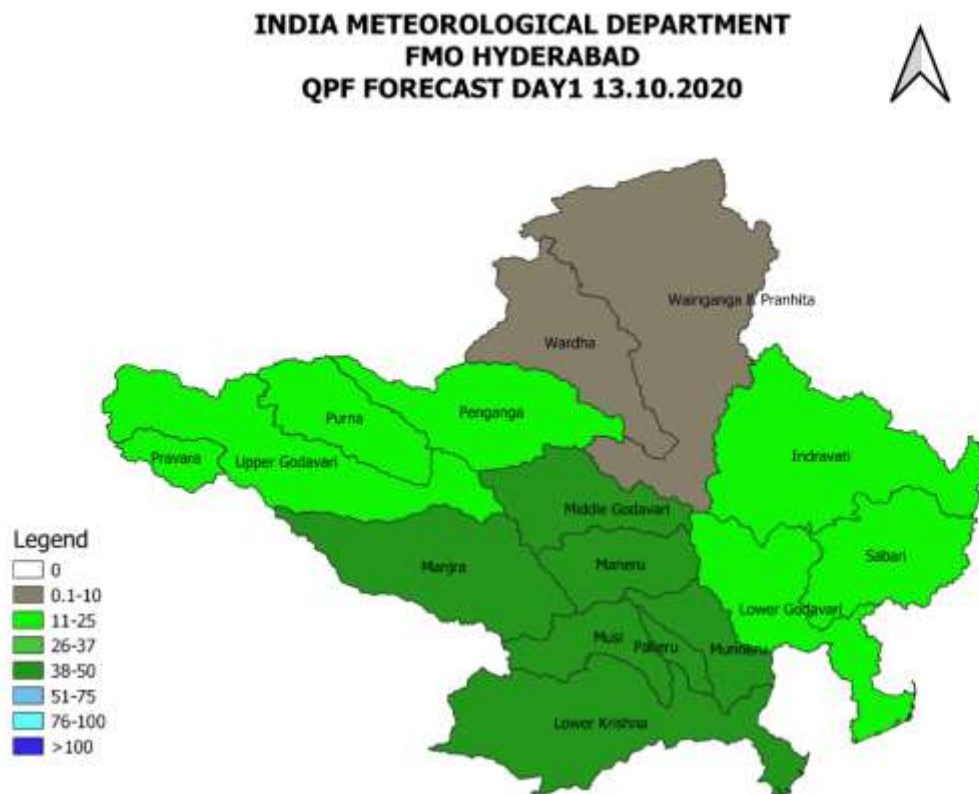 INDIA METEOROLOGICAL DEPARTMENT
FMO HYDERABAD
QPF FORECAST DAY1 13.10.2020
Wainganga & Pranhita
Wardha
Purna
Penganga
Pravara
Upper Godavari
Indravati
Middle Godavari
Sabari
Manjra
Maneru
Lower Godavari
Musi
Palleru
Munneru
Lower Krishna
Legend
0
0.1-10
11-25
26-37
38-50
51-75
76-100
>100